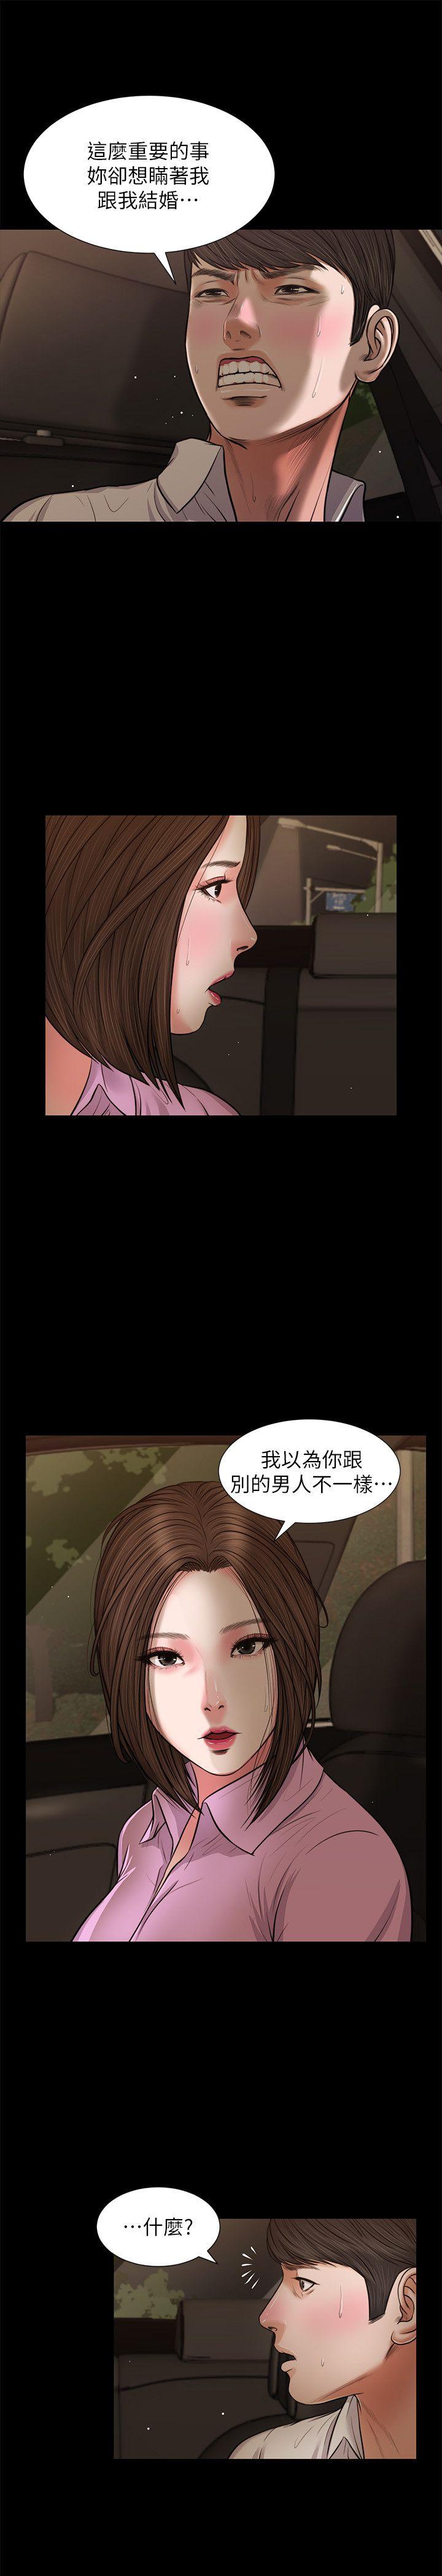 這麼重要的事
妳卻想瞞著我
跟我結婚⋯
我以為你跟
別的男人不一樣⋯
⋯什麼?